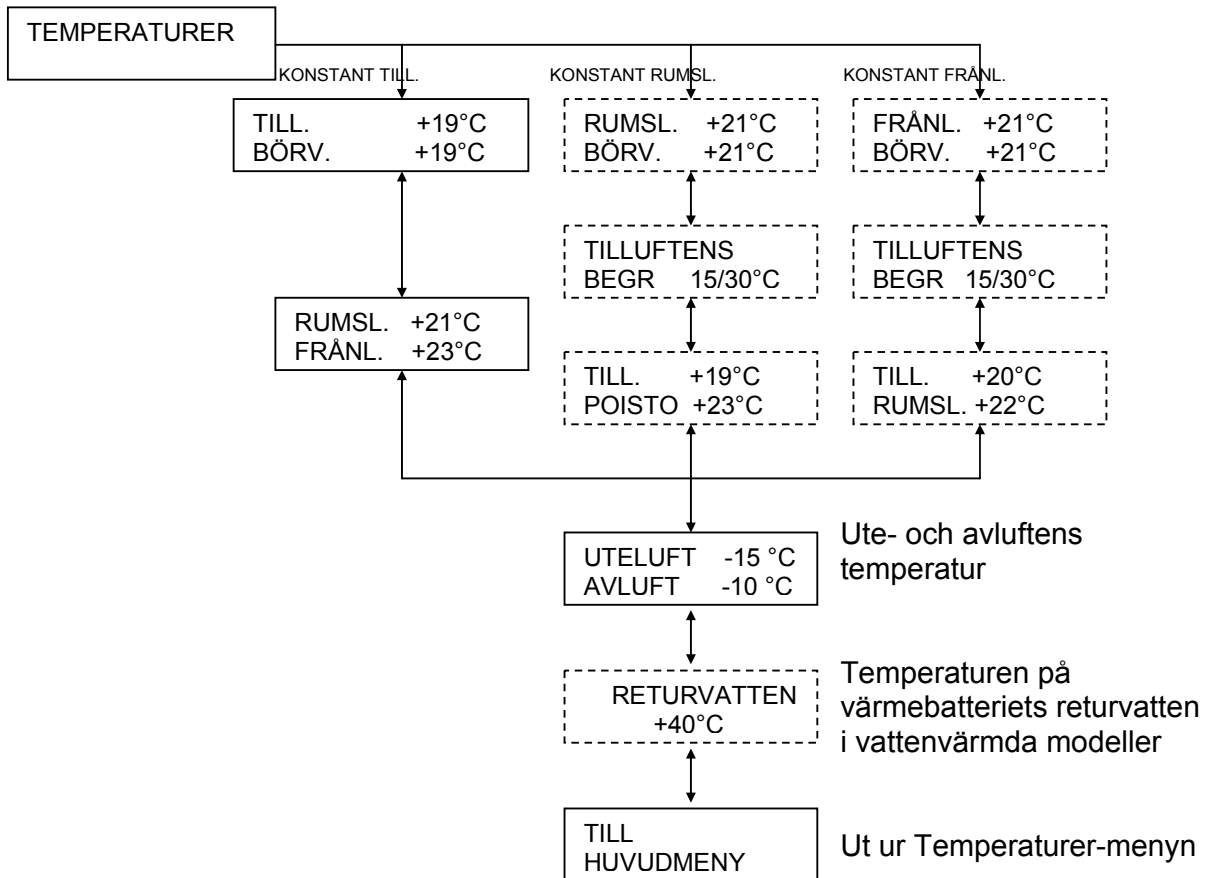 TEMPERATURER
KONSTANT TILL.
KONSTANT RUMSL.
KONSTANT FRÅNL.
TILL. +19°C
BÖRV. +19°C
RUMSL. +21°C
BÖRV. +21°C
FRÅNL. +21°C
BÖRV. +21°C
TILLUFTENS
BEGR 15/30°C
TILLUFTENS
BEGR 15/30°C
RUMSL. +21°C
FRÅNL. +23°C
TILL. +19°C
POISTO +23°C
TILL. +20°C
RUMSL. +22°C
UTELUFT -15 °C
AVLUFT -10 °C
Ute- och avluftens
temperatur
RETURVATTEN
+40°C
Temperaturen på
värmebatteriets returvatten
i vattenvärmda modeller
TILL
HUVUDMENY
Ut ur Temperaturer-menyn